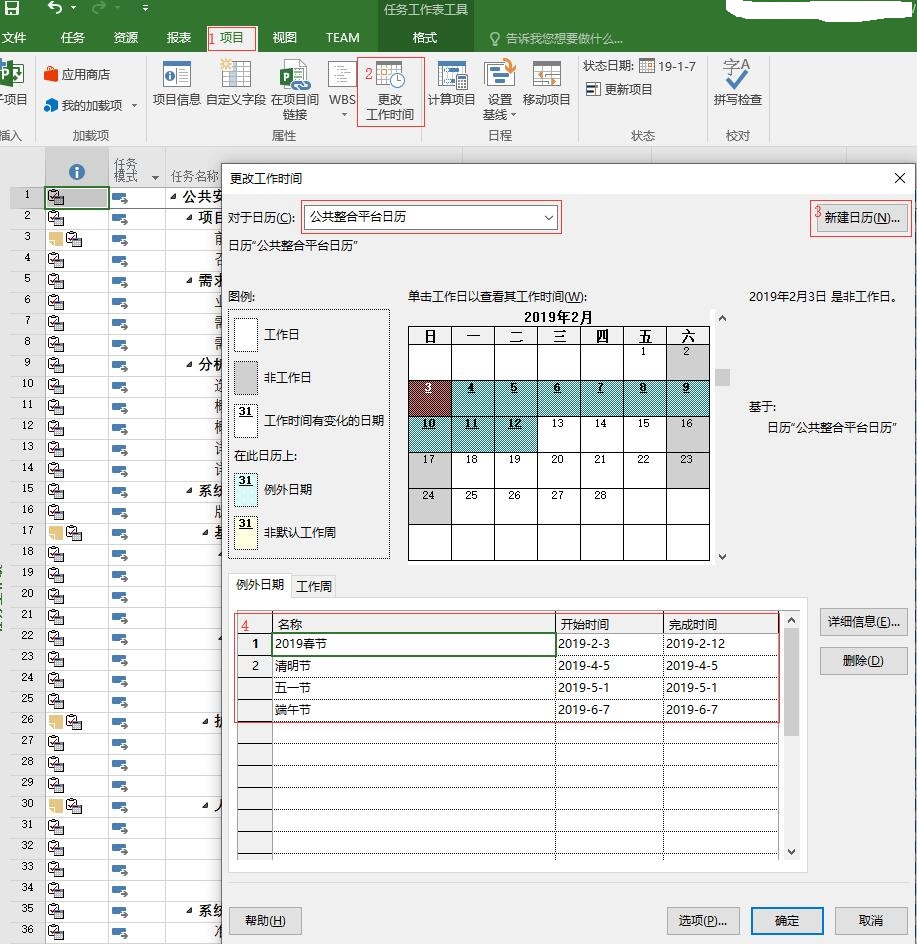 任务工作表工具
文件 任务 资源 报表 1 项目 视图 TEAM 格式 告诉我您想要做什么...
子项目
应用商店
我的加载项
项目信息
自定义字段
在项目间
链接
WBS
2 更改
工作时间
计算项目
设置
基线
移动项目
状态日期: 19-1-7
更新项目
字A
拼写检查
插入 加载项 属性 日程 状态 校对
任务
模式
任务名称
1 公共安
2 项目
3 前
4
5 需求
6 业
7 需
8 需
9 分析
10
11 概
12 概
13 详
14 详
15 系统
16
17 基
18
19
20
21
22
23
24
25
26
27
28
29
30 人
31
32
33
34
35 系统
36 准
更改工作时间
对于日历(C): 公共整合平台日历
3 新建日历(N)...
日历“公共整合平台日历”
图例:
工作日
非工作日
31 工作时间有变化的日期
在此日历上:
31 例外日期
31 非默认工作周
单击工作日以查看其工作时间(W):
2019年2月
日 一 二 三 四 五 六
1 2
3 4 5 6 7 8 9
10 11 12 13 14 15 16
17 18 19 20 21 22 23
24 25 26 27 28
2019年2月3日 是非工作日。
基于:
日历“公共整合平台日历”
例外日期 工作周
4 名称 开始时间 完成时间
1 2019春节 2019-2-3 2019-2-12
2 清明节 2019-4-5 2019-4-5
五一节 2019-5-1 2019-5-1
端午节 2019-6-7 2019-6-7
详细信息(E)...
删除(D)
帮助(H) 选项(P)... 确定 取消